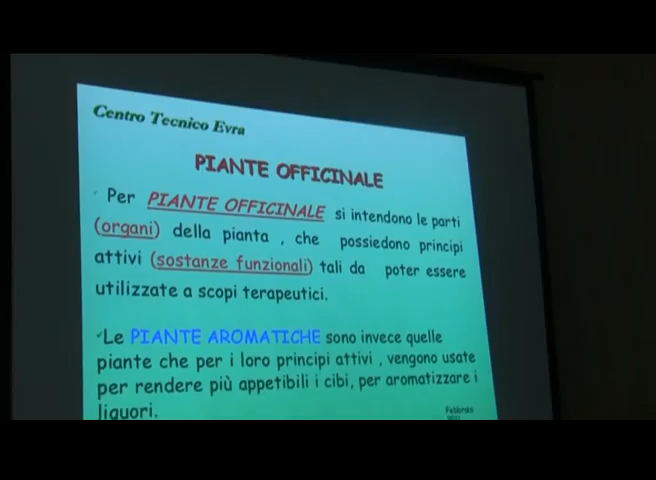 Centro Tecnico Evra
PIANTE OFFICINALE
Per PIANTE OFFICINALE si intendono le parti
(organi) della pianta , che possiedono principi
attivi (sostanze funzionali) tali da poter essere
utilizzate a scopi terapeutici.
Le PIANTE AROMATICHE sono invece quelle
piante che per i loro principi attivi , vengono usate
per rendere più appetibili i cibi, per aromatizzare i
liquori.
Febbraio